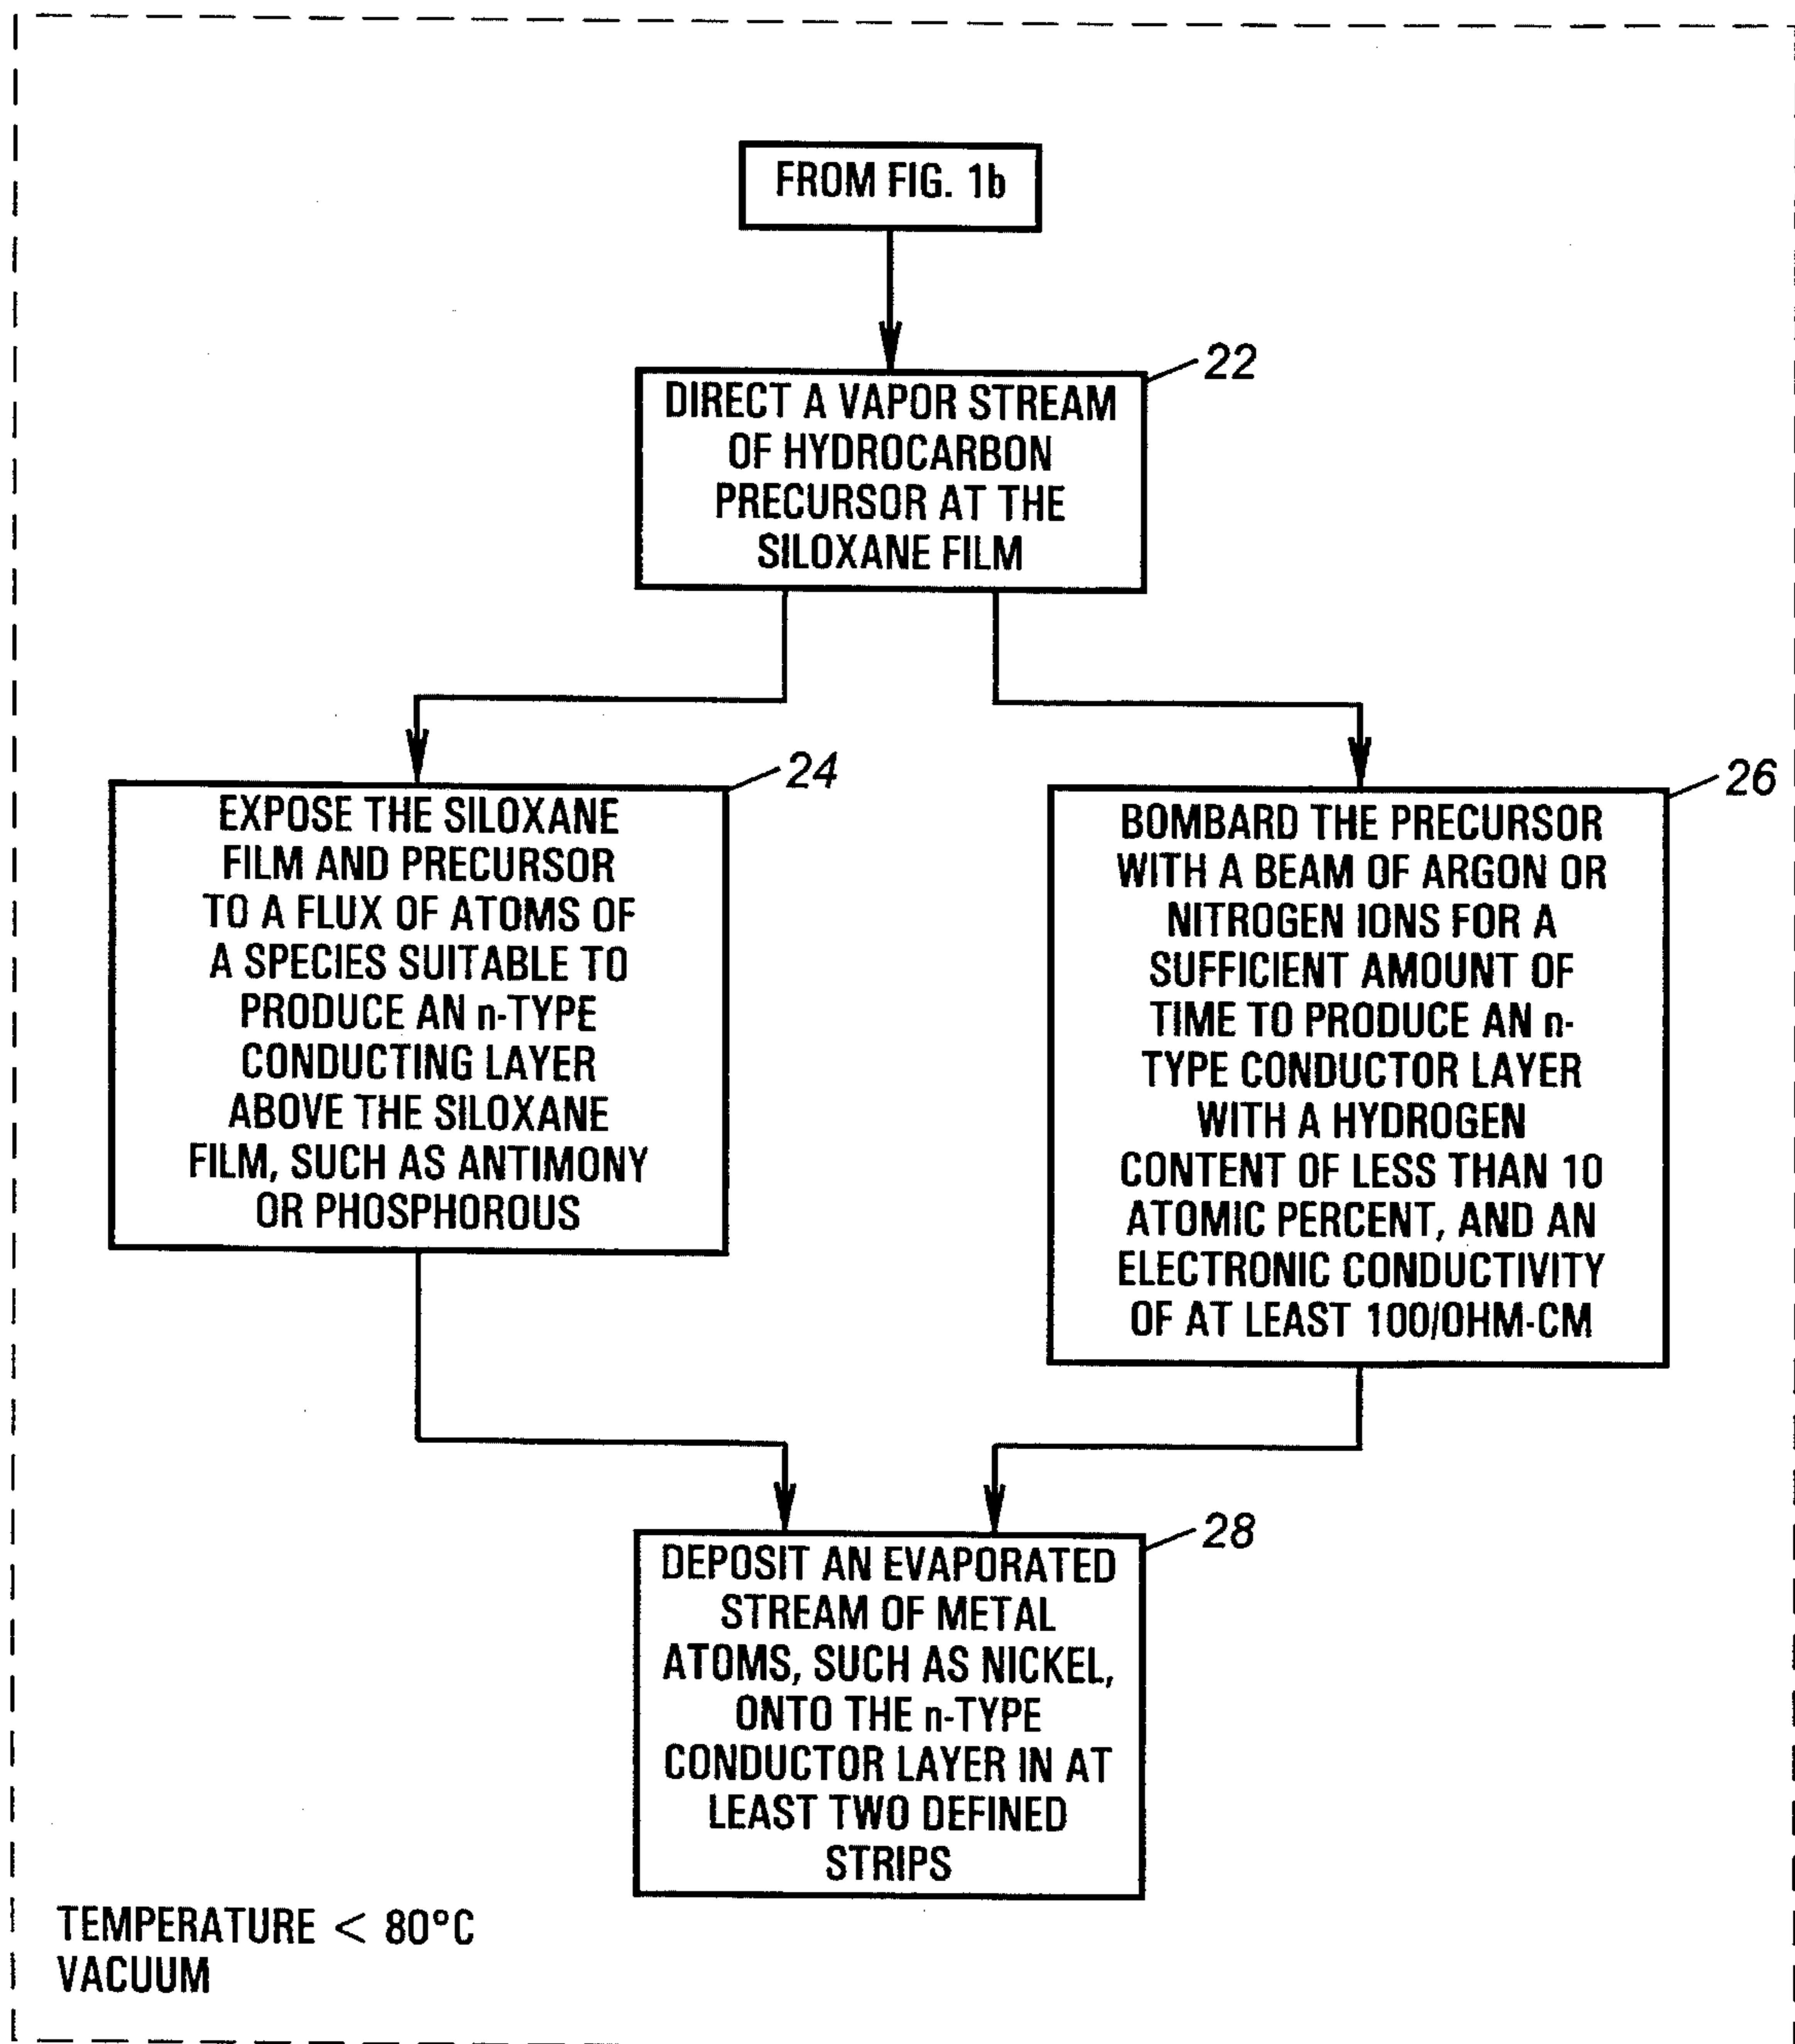 FROM FIG. 1b
22
DIRECT A VAPOR STREAM
OF HYDROCARBON
PRECURSOR AT THE
SILOXANE FILM
24
EXPOSE THE SILOXANE
FILM AND PRECURSOR
TO A FLUX OF ATOMS OF
A SPECIES SUITABLE TO
PRODUCE AN n-TYPE
CONDUCTING LAYER
ABOVE THE SILOXANE
FILM, SUCH AS ANTIMONY
OR PHOSPHOROUS
26
BOMBARD THE PRECURSOR
WITH A BEAM OF ARGON OR
NITROGEN IONS FOR A
SUFFICIENT AMOUNT OF
TIME TO PRODUCE AN n-
TYPE CONDUCTOR LAYER
WITH A HYDROGEN
CONTENT OF LESS THAN 10
ATOMIC PERCENT, AND AN
ELECTRONIC CONDUCTIVITY
OF AT LEAST 100/OHM-CM
28
DEPOSIT AN EVAPORATED
STREAM OF METAL
ATOMS, SUCH AS NICKEL,
ONTO THE n-TYPE
CONDUCTOR LAYER IN AT
LEAST TWO DEFINED
STRIPS
TEMPERATURE < 80°C
VACUUM